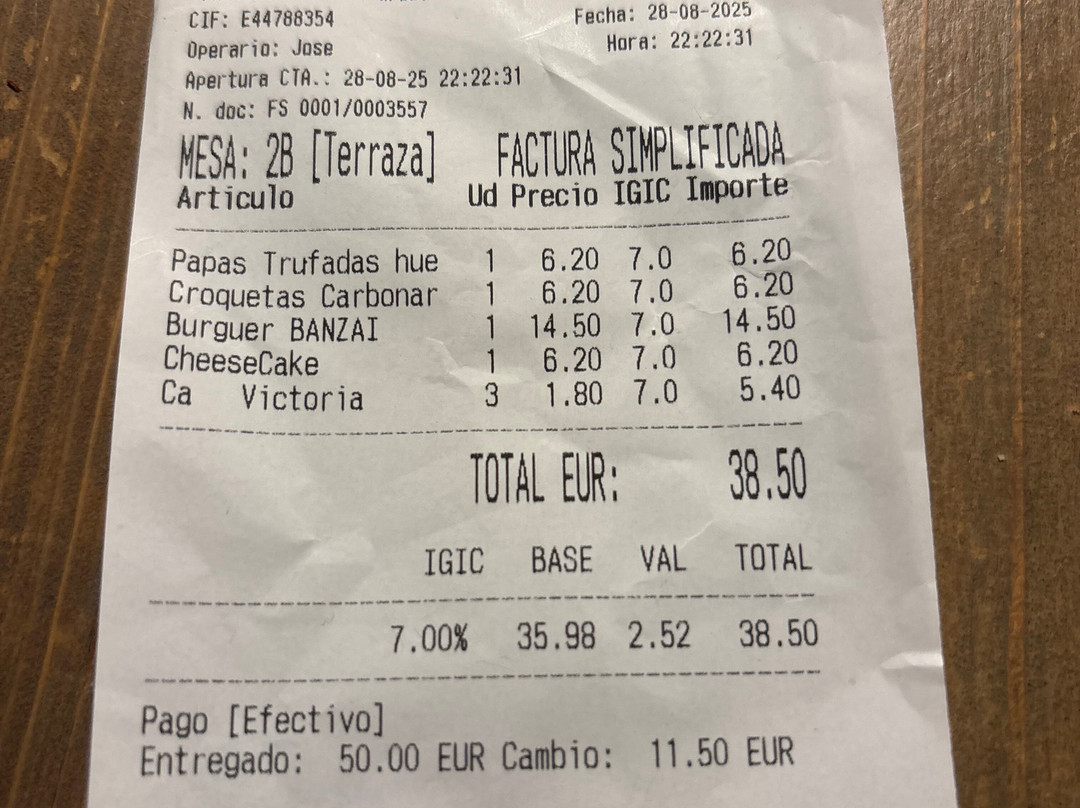 CIF: E44788354 Fecha: 28-08-2025
Operario: Jose Hora: 22:22:31
Apertura CTA.: 28-08-25 22:22:31
N. doc: FS 0001/0003557
MESA: 2B [Terraza] FACTURA SIMPLIFICADA
Articulo Ud Precio IGIC Importe
Papas Trufadas hue 1 6.20 7.0 6.20
Croquetas Carbonar 1 6.20 7.0 6.20
Burguer BANZAI 1 14.50 7.0 14.50
CheeseCake 1 6.20 7.0 6.20
Ca Victoria 3 1.80 7.0 5.40
TOTAL EUR: 38.50
IGIC BASE VAL TOTAL
7.00% 35.98 2.52 38.50
Pago [Efectivo]
Entregado: 50.00 EUR Cambio: 11.50 EUR